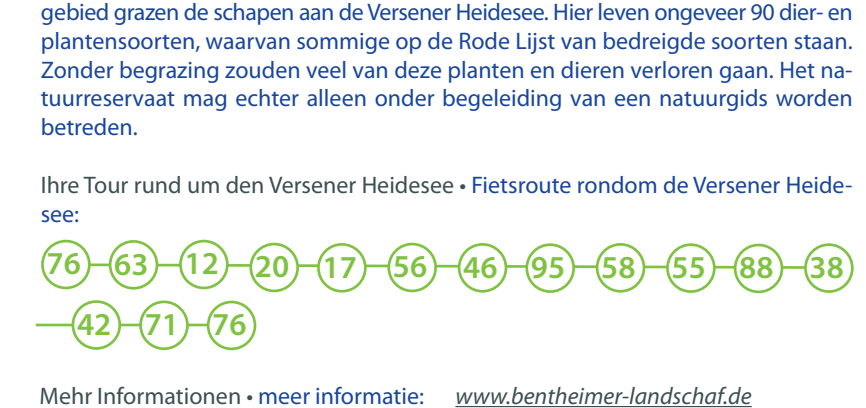 gebied grazen de schapen aan de Versener Heidesee. Hier leven ongeveer 90 dier- en
plantensoorten, waarvan sommige op de Rode Lijst van bedreigde soorten staan.
Zonder begrazing zouden veel van deze planten en dieren verloren gaan. Het na-
tuurreservaat mag echter alleen onder begeleiding van een natuurgids worden
betreden.
Ihre Tour rund um den Versener Heidesee • Fietsroute rondom de Versener Heide-
see:
76 63 12 20 17 56 46 95 58 55 88 38
42 71 76
Mehr Informationen • meer informatie: www.bentheimer-landschaf.de